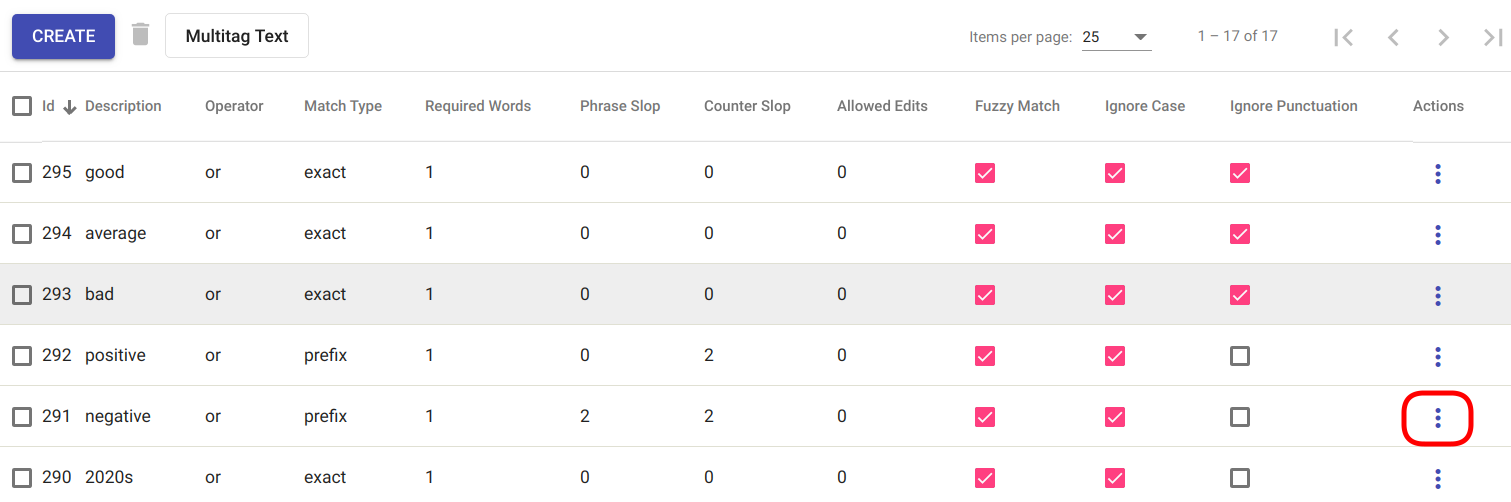 CREATE Multitag Text Items per page: 25 1 – 17 of 17
Id Description Operator Match Type Required Words Phrase Slop Counter Slop Allowed Edits Fuzzy Match Ignore Case Ignore Punctuation Actions
295 good or exact 1 0 0 0
294 average or exact 1 0 0 0
293 bad or exact 1 0 0 0
292 positive or prefix 1 0 2 0
291 negative or prefix 1 2 2 0
290 2020s or exact 1 0 0 0